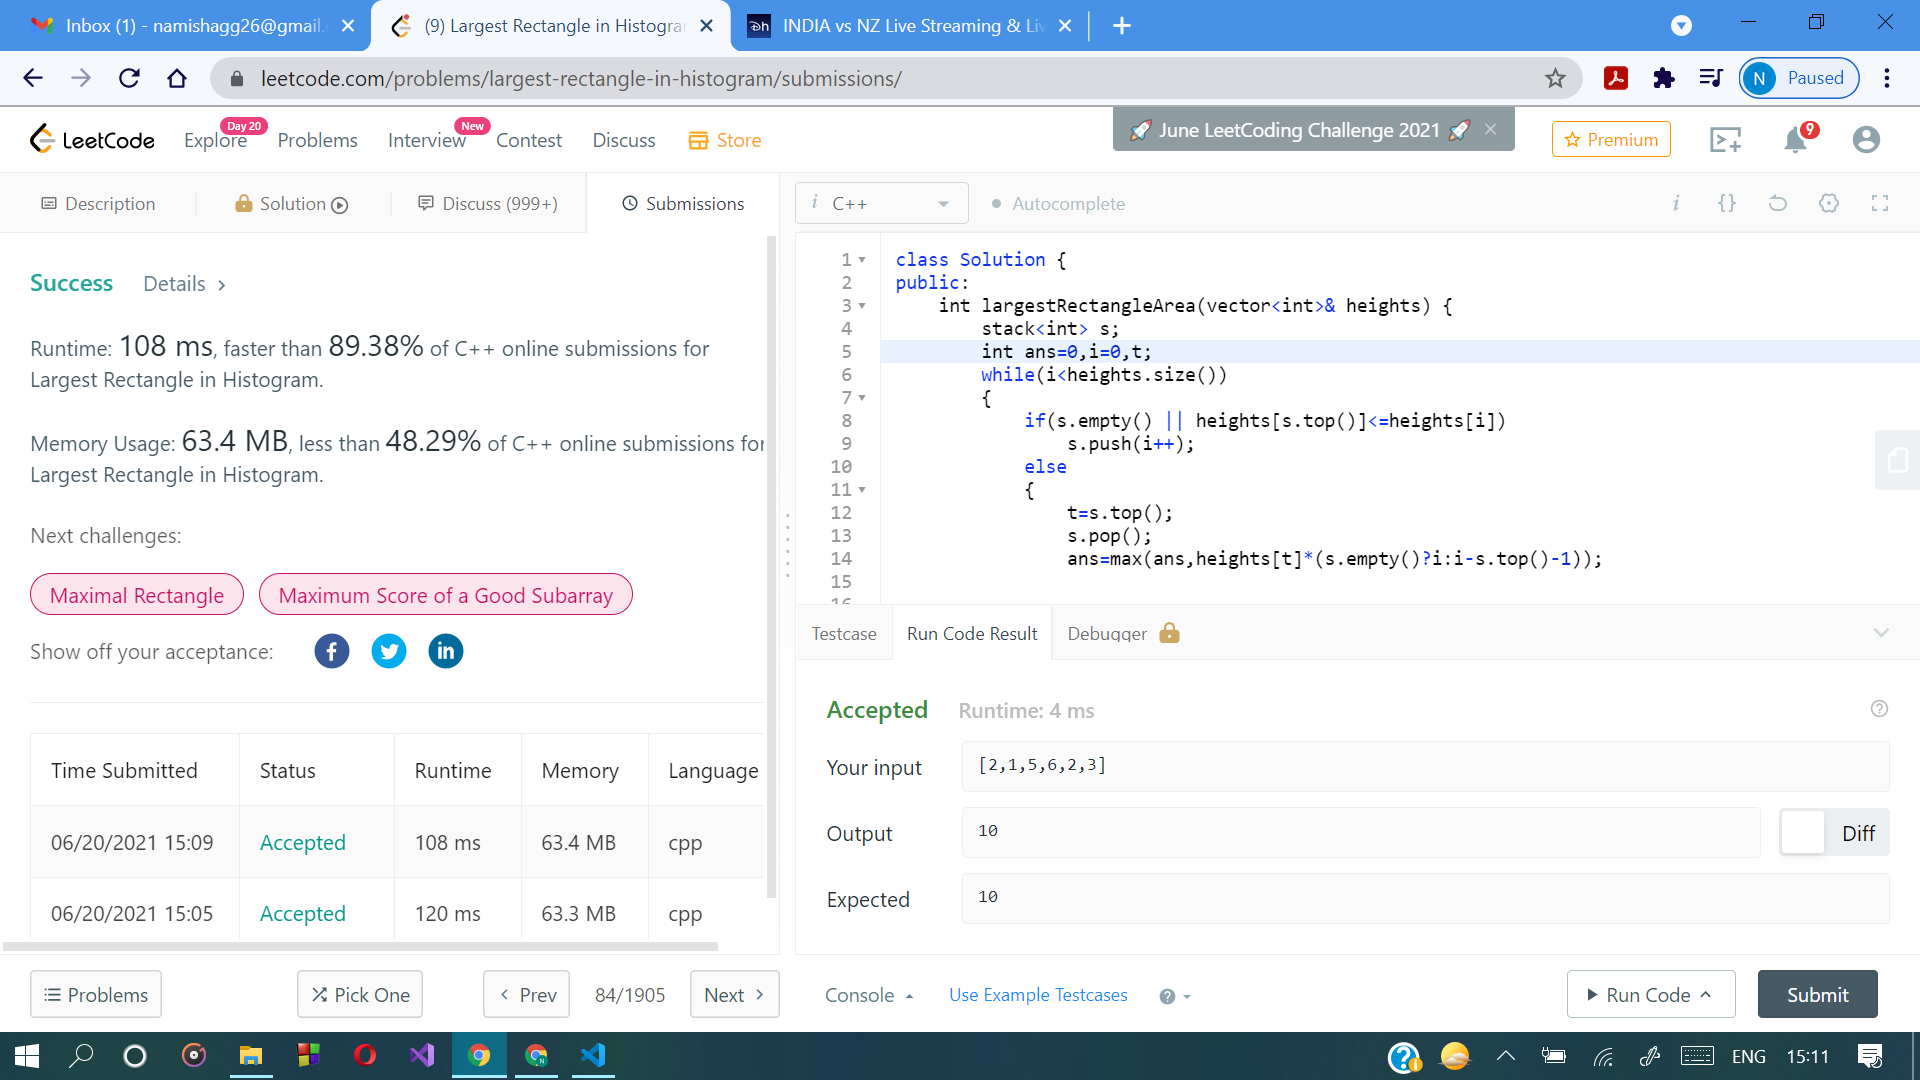 Inbox (1) - namishagg26@gmail.
(9) Largest Rectangle in Histogra
INDIA vs NZ Live Streaming & Li
leetcode.com/problems/largest-rectangle-in-histogram/submissions/
N Paused
LeetCode
Explore
Day 20
Problems
Interview
New
Contest
Discuss
Store
🚀 June LeetCoding Challenge 2021 🚀
Premium
9
Description
Solution
Discuss (999+)
Submissions
i C++
Autocomplete
i {}
Success Details >
Runtime: 108 ms, faster than 89.38% of C++ online submissions for
Largest Rectangle in Histogram.
Memory Usage: 63.4 MB, less than 48.29% of C++ online submissions for
Largest Rectangle in Histogram.
Next challenges:
Maximal Rectangle
Maximum Score of a Good Subarray
Show off your acceptance:
Time Submitted Status Runtime Memory Language
06/20/2021 15:09 Accepted 108 ms 63.4 MB cpp
06/20/2021 15:05 Accepted 120 ms 63.3 MB cpp
1 class Solution {
2 public:
3 int largestRectangleArea(vector<int>& heights) {
4 stack<int> s;
5 int ans=0,i=0,t;
6 while(i<heights.size())
7 {
8 if(s.empty() || heights[s.top()]<=heights[i])
9 s.push(i++);
10 else
11 {
12 t=s.top();
13 s.pop();
14 ans=max(ans,heights[t]*(s.empty()?i:i-s.top()-1));
15
16
Testcase
Run Code Result
Debugger
Accepted Runtime: 4 ms
Your input [2,1,5,6,2,3]
Output 10
Diff
Expected 10
Problems
Pick One
< Prev
84/1905
Next >
Console
Use Example Testcases
Run Code
Submit
ENG
15:11